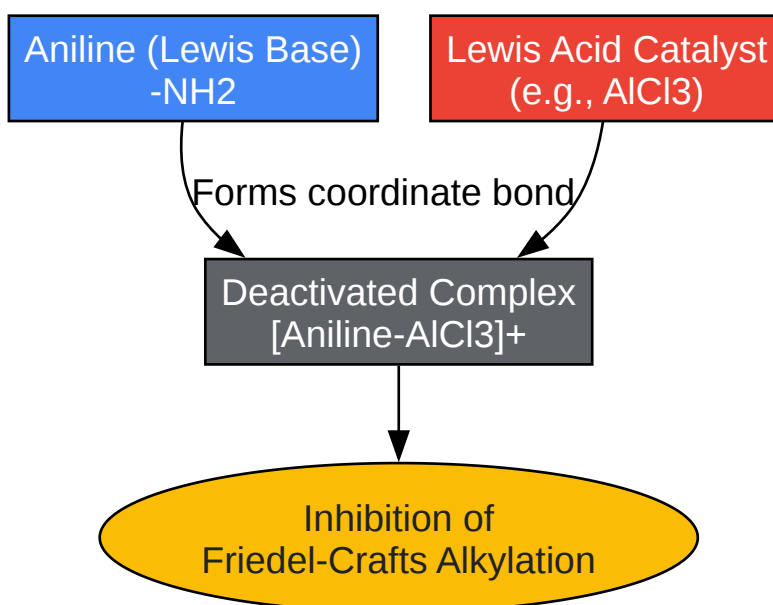 Aniline (Lewis Base)
-NH2
Lewis Acid Catalyst
(e.g., AlCl3)
Forms coordinate bond
Deactivated Complex
[Aniline-AlCl3]+
Inhibition of
Friedel-Crafts Alkylation